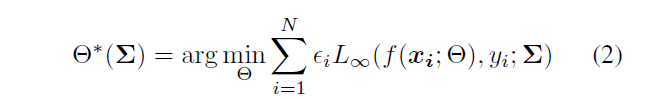 Θ*(Σ) = arg min_Θ ∑_{i=1}^{N} ϵ_i L_∞(f(x_i; Θ), y_i; Σ) (2)